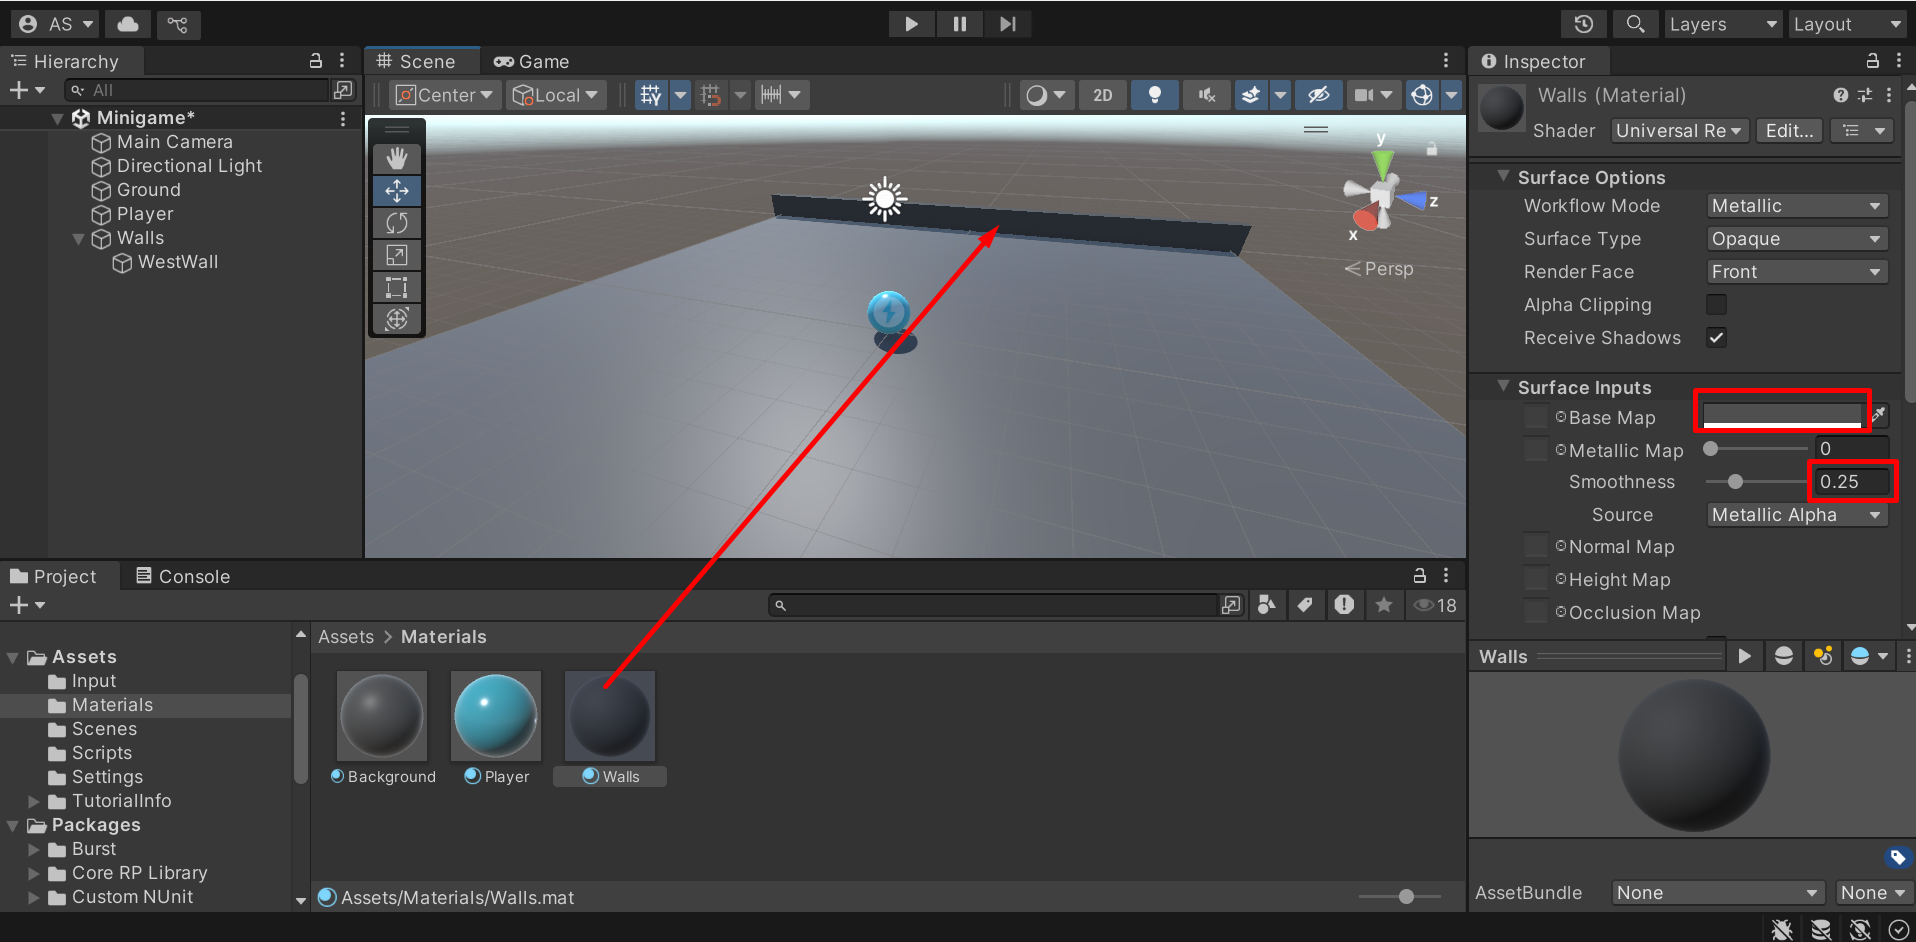 AS
Layers
Layout
Hierarchy
All
Minigame*
Main Camera
Directional Light
Ground
Player
Walls
WestWall
Scene
Game
Center
Local
2D
y
z
x
Persp
Inspector
Walls (Material)
Shader
Universal Re
Edit...
Surface Options
Workflow Mode
Metallic
Surface Type
Opaque
Render Face
Front
Alpha Clipping
Receive Shadows
Surface Inputs
Base Map
Metallic Map
0
Smoothness
0.25
Source
Metallic Alpha
Normal Map
Height Map
Occlusion Map
Project
Console
18
Assets
Input
Materials
Scenes
Scripts
Settings
TutorialInfo
Packages
Burst
Core RP Library
Custom NUnit
Assets > Materials
Background
Player
Walls
Assets/Materials/Walls.mat
Walls
AssetBundle
None
None